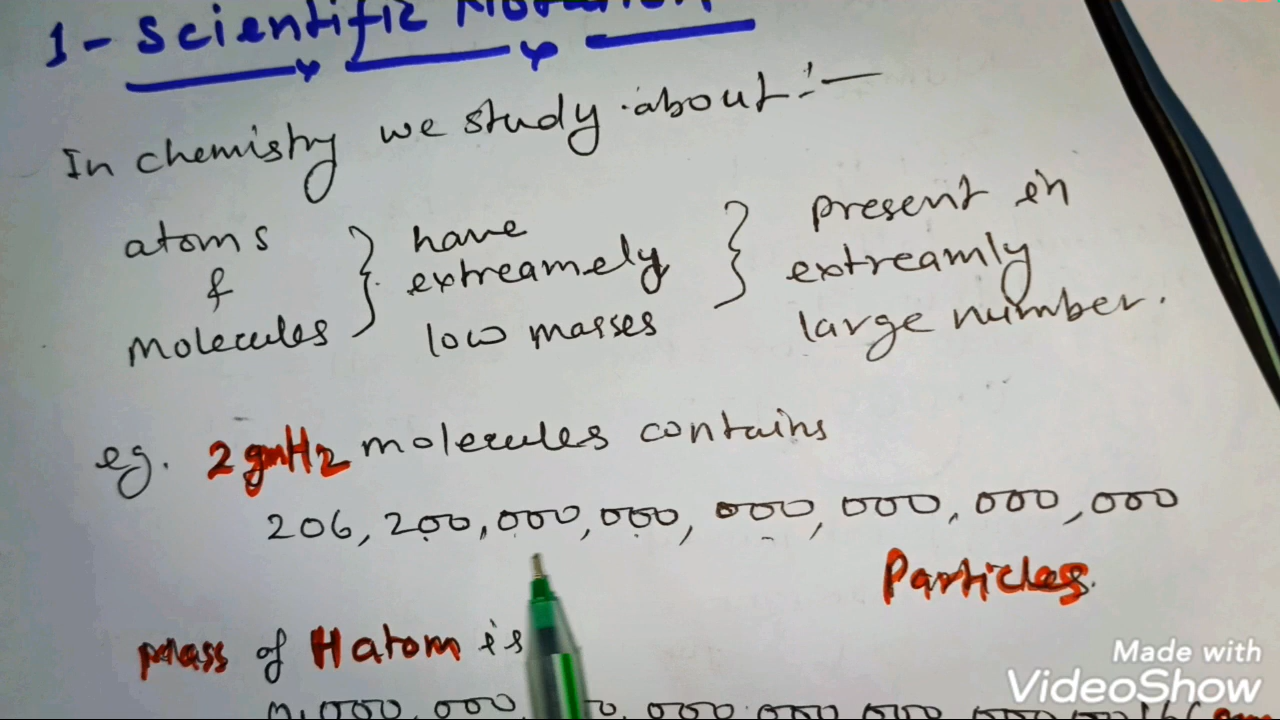 1- Scientific Notation
In chemistry we study about :-
atoms
&
molecules
have
extreamely
low masses
present in
extreamly
large number.
eg. 2gmH2 molecules contains
206,200,000,000,000,000,000,000
Particles.
Mass of H atom is
Made with
VideoShow